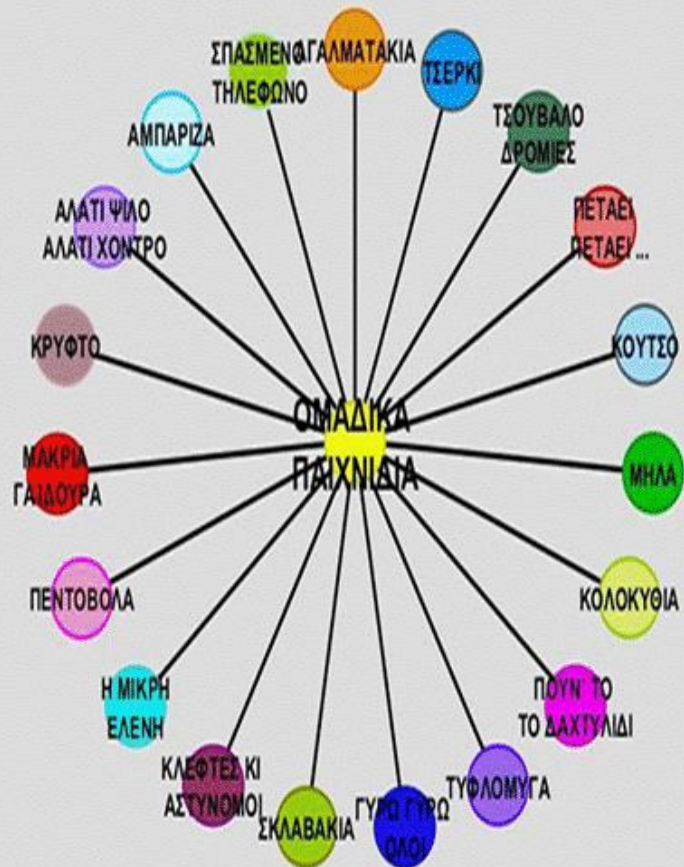 ΟΜΑΔΙΚΑ
ΠΑΙΧΝΙΔΙΑ
ΑΓΑΛΜΑΤΑΚΙΑ
ΤΣΕΡΚΙ
ΤΣΟΥΒΑΛΟ
ΔΡΟΜΙΕΣ
ΠΕΤΑΕΙ
ΠΕΤΑΕΙ ...
ΚΟΥΤΣΟ
ΜΗΛΑ
ΚΟΛΟΚΥΘΙΑ
ΠΟΥΝ' ΤΟ
ΤΟ ΔΑΧΤΥΛΙΔΙ
ΤΥΦΛΟΜΥΓΑ
ΓΥΡΩ ΓΥΡΩ
ΟΛΟΙ
ΣΚΛΑΒΑΚΙΑ
ΚΛΕΦΤΕΣ ΚΙ
ΑΣΤΥΝΟΜΟΙ
Η ΜΙΚΡΗ
ΕΛΕΝΗ
ΠΕΝΤΟΒΟΛΑ
ΜΑΚΡΙΑ
ΓΑΙΔΟΥΡΑ
ΚΡΥΦΤΟ
ΑΛΑΤΙ ΨΙΛΟ
ΑΛΑΤΙ ΧΟΝΤΡΟ
ΑΜΠΑΡΙΖΑ
ΣΠΑΣΜΕΝΟ
ΤΗΛΕΦΩΝΟ